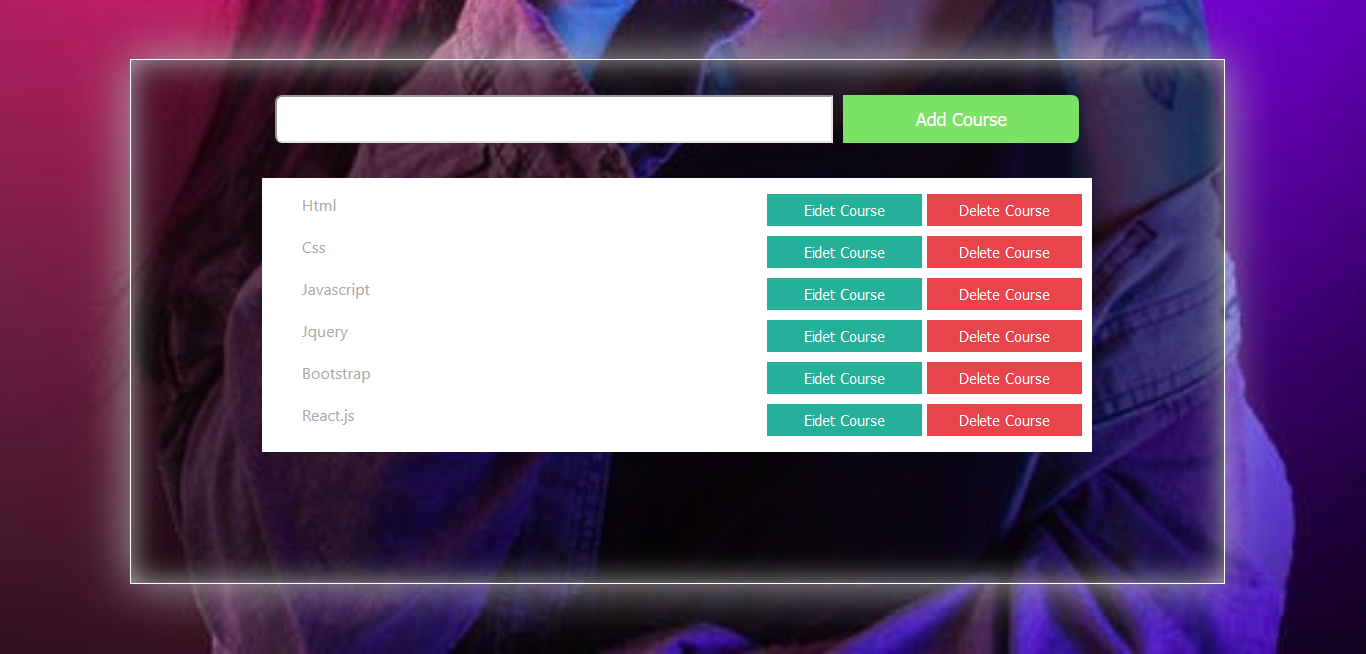 Add Course
Html Eidet Course Delete Course
Css Eidet Course Delete Course
Javascript Eidet Course Delete Course
Jquery Eidet Course Delete Course
Bootstrap Eidet Course Delete Course
React.js Eidet Course Delete Course